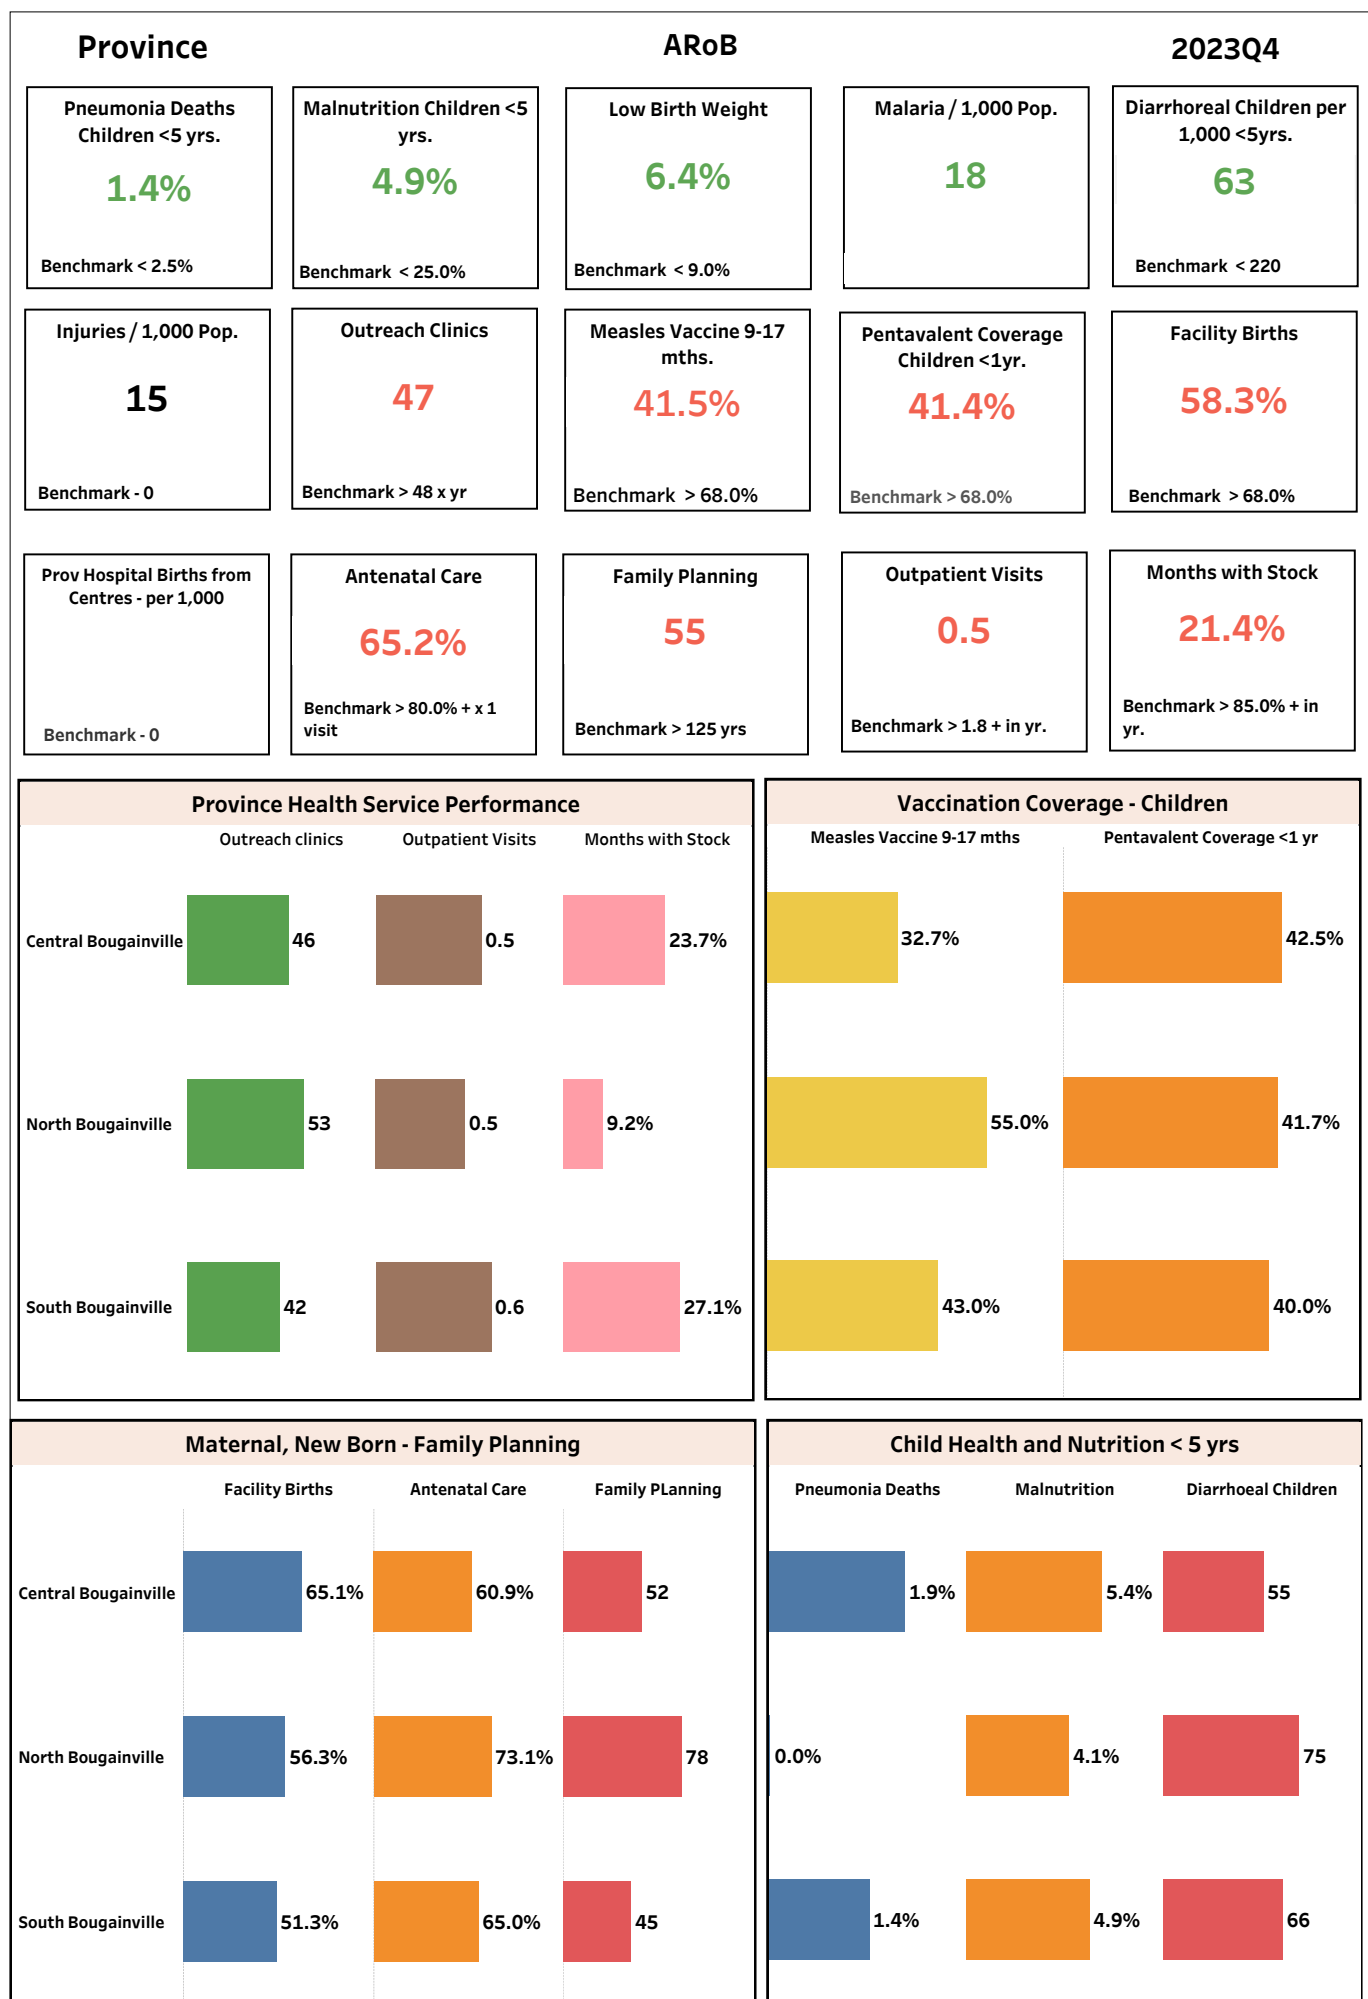 Province
ARoB
2023Q4
Pneumonia Deaths
Children <5 yrs.
1.4%
Benchmark < 2.5%
Malnutrition Children <5
yrs.
4.9%
Benchmark < 25.0%
Low Birth Weight
6.4%
Benchmark < 9.0%
Malaria / 1,000 Pop.
18
Diarrhoreal Children per
1,000 <5yrs.
63
Benchmark < 220
Injuries / 1,000 Pop.
15
Benchmark - 0
Outreach Clinics
47
Benchmark > 48 x yr
Measles Vaccine 9-17
mths.
41.5%
Benchmark > 68.0%
Pentavalent Coverage
Children <1yr.
41.4%
Benchmark > 68.0%
Facility Births
58.3%
Benchmark > 68.0%
Prov Hospital Births from
Centres - per 1,000
Benchmark - 0
Antenatal Care
65.2%
Benchmark > 80.0% + x 1
visit
Family Planning
55
Benchmark > 125 yrs
Outpatient Visits
0.5
Benchmark > 1.8 + in yr.
Months with Stock
21.4%
Benchmark > 85.0% + in
yr.
Province Health Service Performance
Outreach clinics Outpatient Visits Months with Stock
Central Bougainville 46 0.5 23.7%
North Bougainville 53 0.5 9.2%
South Bougainville 42 0.6 27.1%
Vaccination Coverage - Children
Measles Vaccine 9-17 mths Pentavalent Coverage <1 yr
32.7% 42.5%
55.0% 41.7%
43.0% 40.0%
Maternal, New Born - Family Planning
Facility Births Antenatal Care Family PLanning
Central Bougainville 65.1% 60.9% 52
North Bougainville 56.3% 73.1% 78
South Bougainville 51.3% 65.0% 45
Child Health and Nutrition < 5 yrs
Pneumonia Deaths Malnutrition Diarrhoeal Children
1.9% 5.4% 55
0.0% 4.1% 75
1.4% 4.9% 66